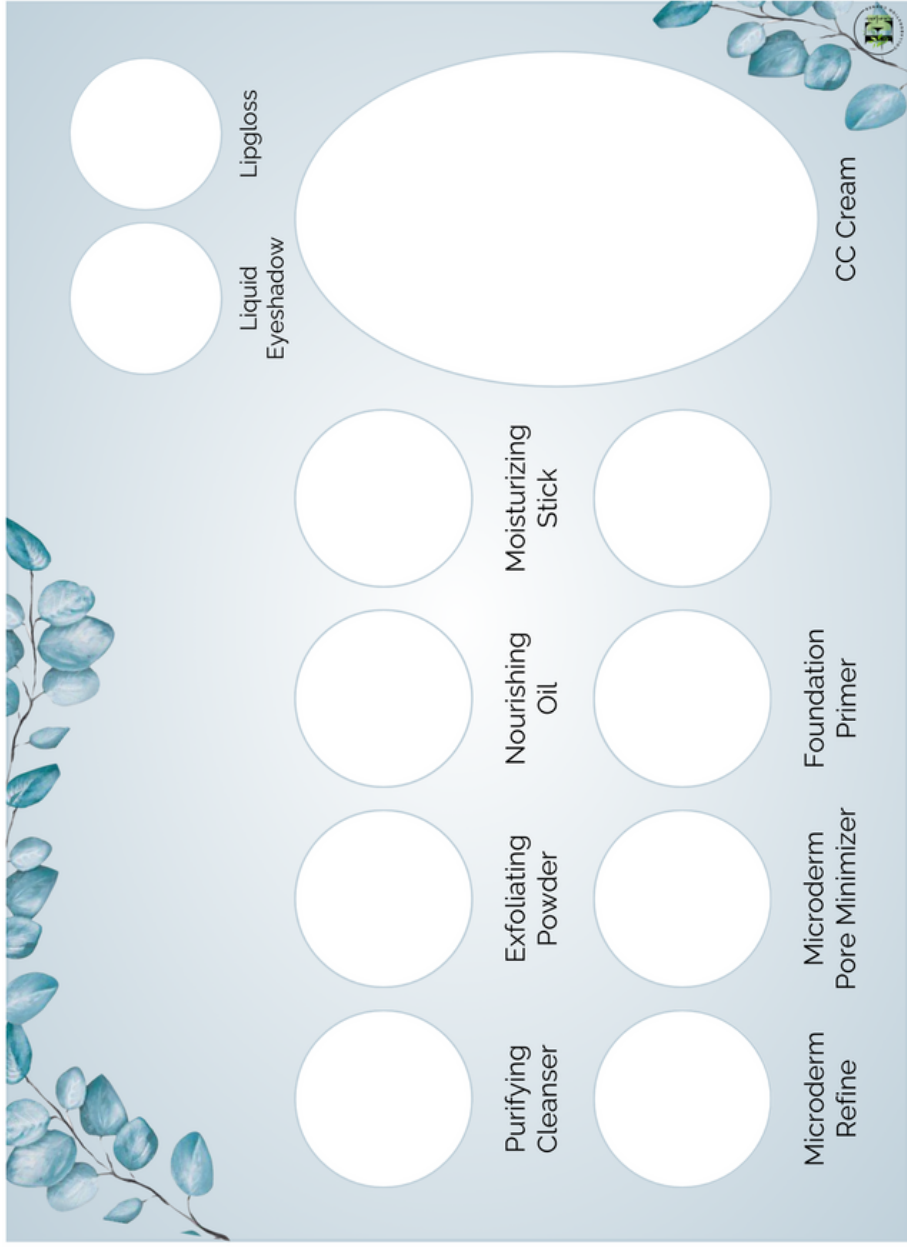 Lipgloss
Liquid
Eyeshadow
CC Cream
Purifying
Cleanser
Exfoliating
Powder
Nourishing
Oil
Moisturizing
Stick
Microderm
Refine
Microderm
Pore Minimizer
Foundation
Primer